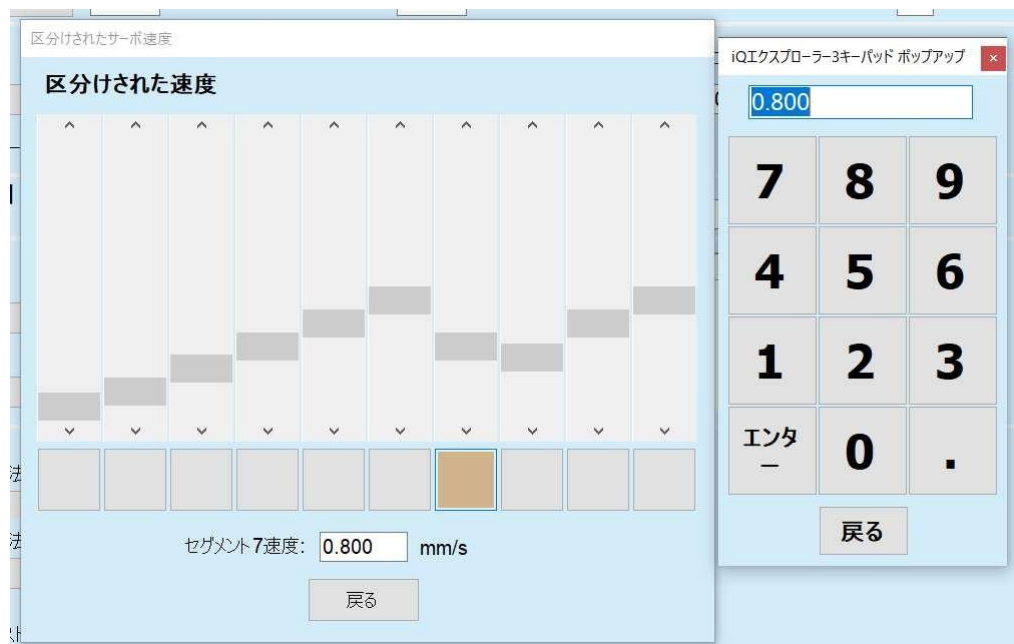 区分けされたサーボ速度
区分けされた速度
セグメント7速度: 0.800 mm/s
戻る
iQエクスプローラー3キーパッド ポップアップ
0.800
7 8 9
4 5 6
1 2 3
エンタ
ー
0 .
戻る
法
法